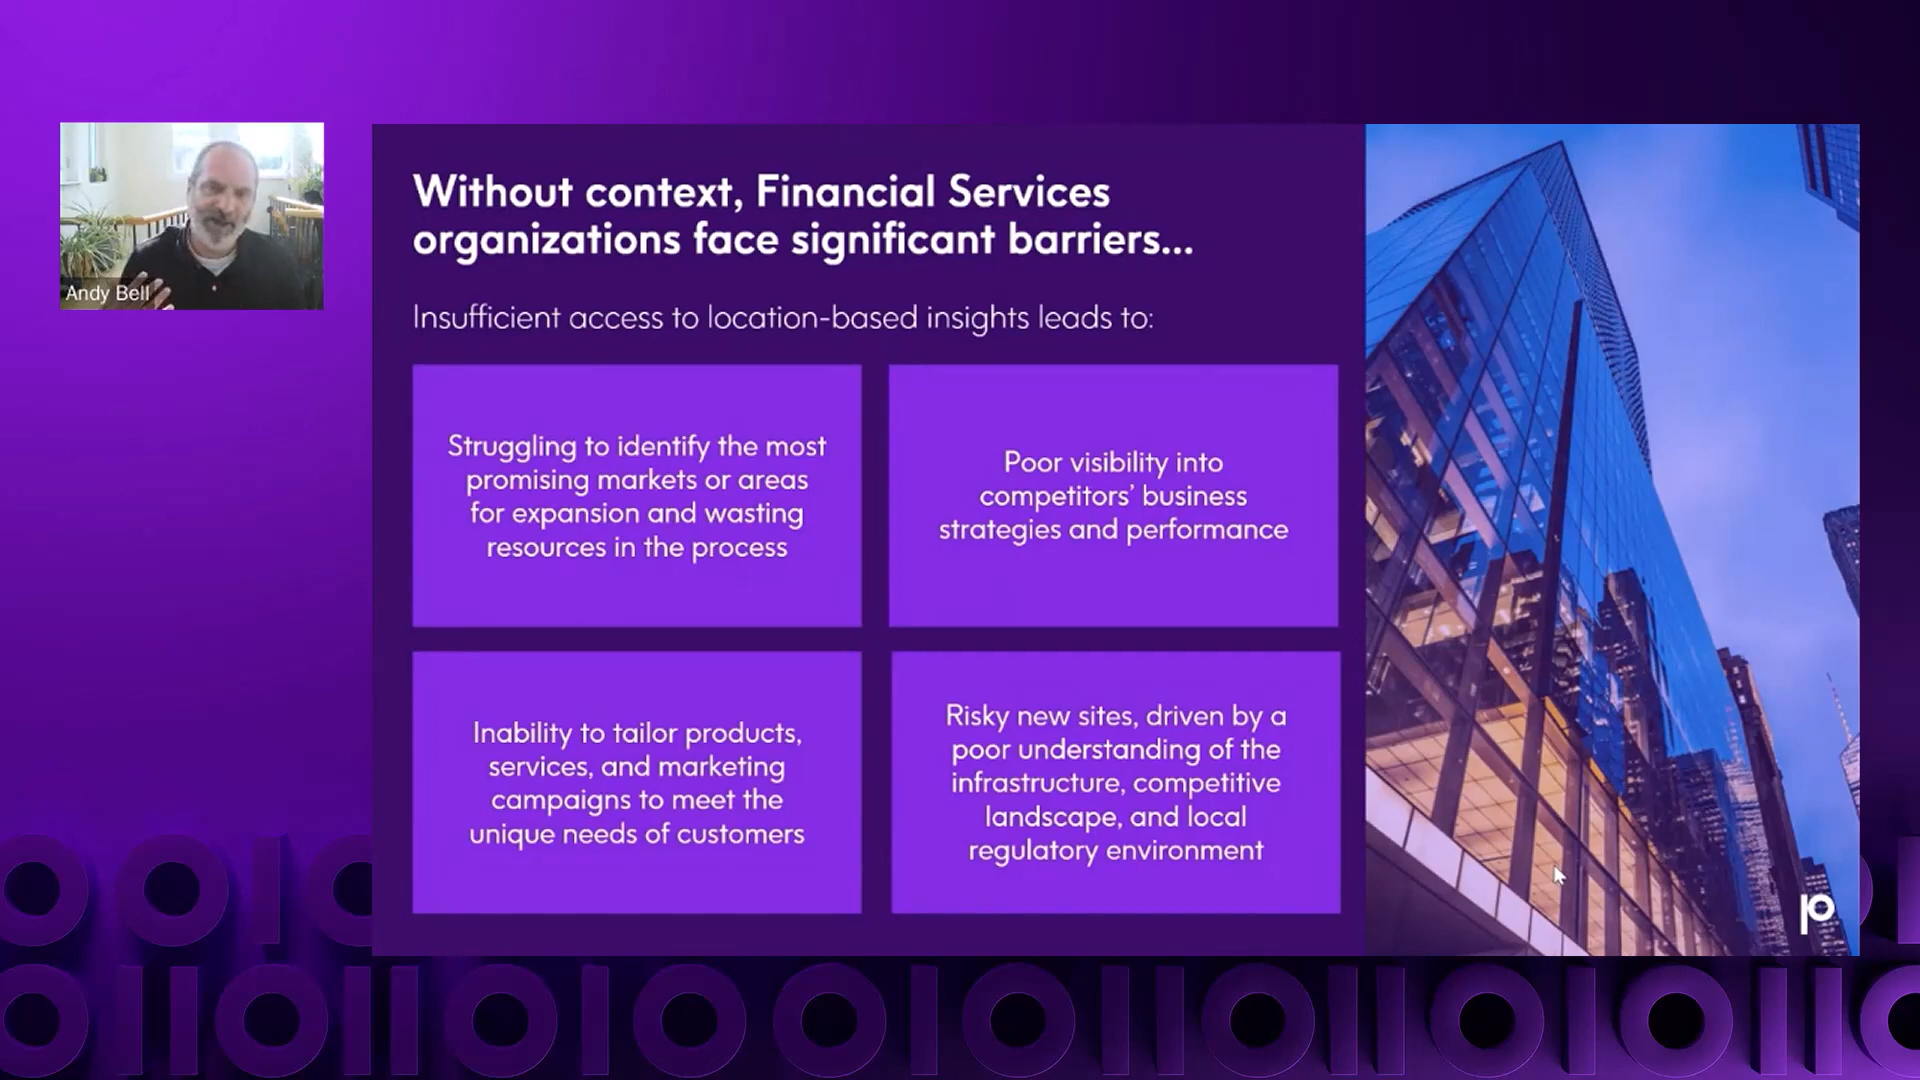 Andy Bell
Without context, Financial Services
organizations face significant barriers...
Insufficient access to location-based insights leads to:
Struggling to identify the most
promising markets or areas
for expansion and wasting
resources in the process
Poor visibility into
competitors’ business
strategies and performance
Inability to tailor products,
services, and marketing
campaigns to meet the
unique needs of customers
Risky new sites, driven by a
poor understanding of the
infrastructure, competitive
landscape, and local
regulatory environment